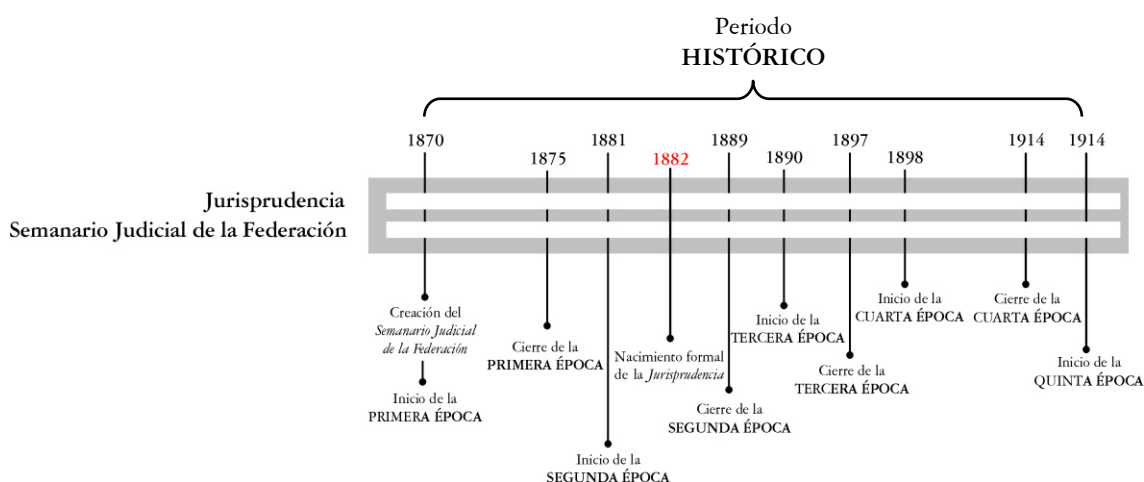 Periodo
HISTÓRICO
1870
1875
1881
1882
1889
1890
1897
1898
1914
1914
Jurisprudencia
Semanario Judicial de la Federación
Creación del
Semanario Judicial
de la Federación
Inicio de la
PRIMERA ÉPOCA
Cierre de la
PRIMERA ÉPOCA
Inicio de la
SEGUNDA ÉPOCA
Nacimiento formal
de la Jurisprudencia
Cierre de la
SEGUNDA ÉPOCA
Inicio de la
TERCERA ÉPOCA
Cierre de la
TERCERA ÉPOCA
Inicio de la
CUARTA ÉPOCA
Cierre de la
CUARTA ÉPOCA
Inicio de la
QUINTA ÉPOCA